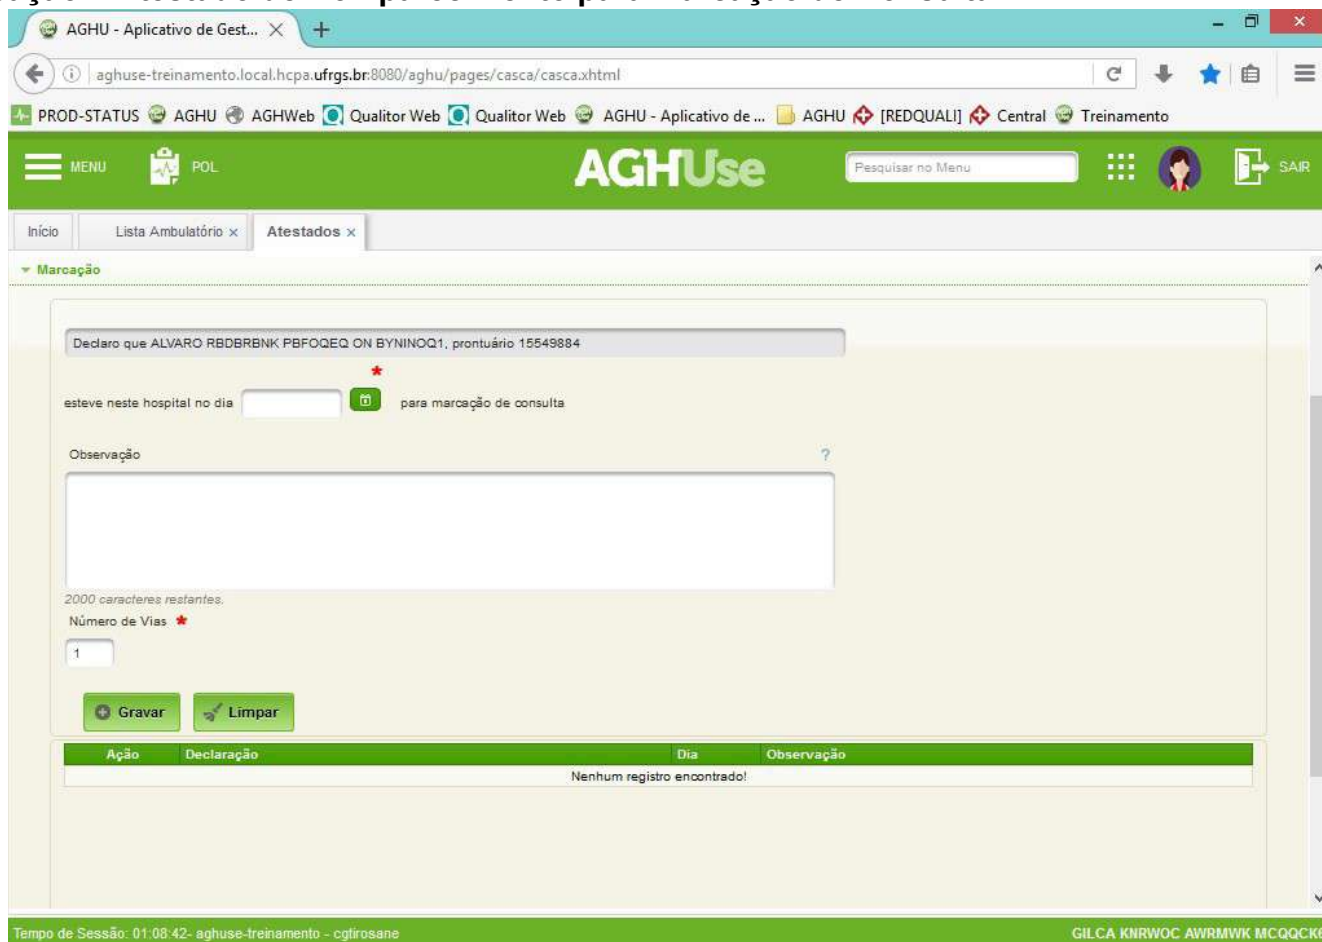 AGHU - Aplicativo de Gest...
aghuse-treinamento.local.hcpa.ufrgs.br:8080/aghu/pages/casca/casca.xhtml
PROD-STATUS AGHU AGHWeb Qualitor Web Qualitor Web AGHU - Aplicativo de ... AGHU [REDQUALI] Central Treinamento
MENU POL AGHUse Pesquisar no Menu SAIR
Início Lista Ambulatório x Atestados x
Marcação
Declaro que ALVARO RBDBRBNK PBFOQEQ ON BYNINOQ1, prontuário 15549884
*
esteve neste hospital no dia para marcação de consulta
Observação ?
2000 caracteres restantes.
Número de Vias *
1
Gravar Limpar
Ação Declaração Dia Observação
Nenhum registro encontrado!
Tempo de Sessão: 01:08:42- aghuse-treinamento - cgtirosane GILCA KNRWOC AWRMWK MCQQCK